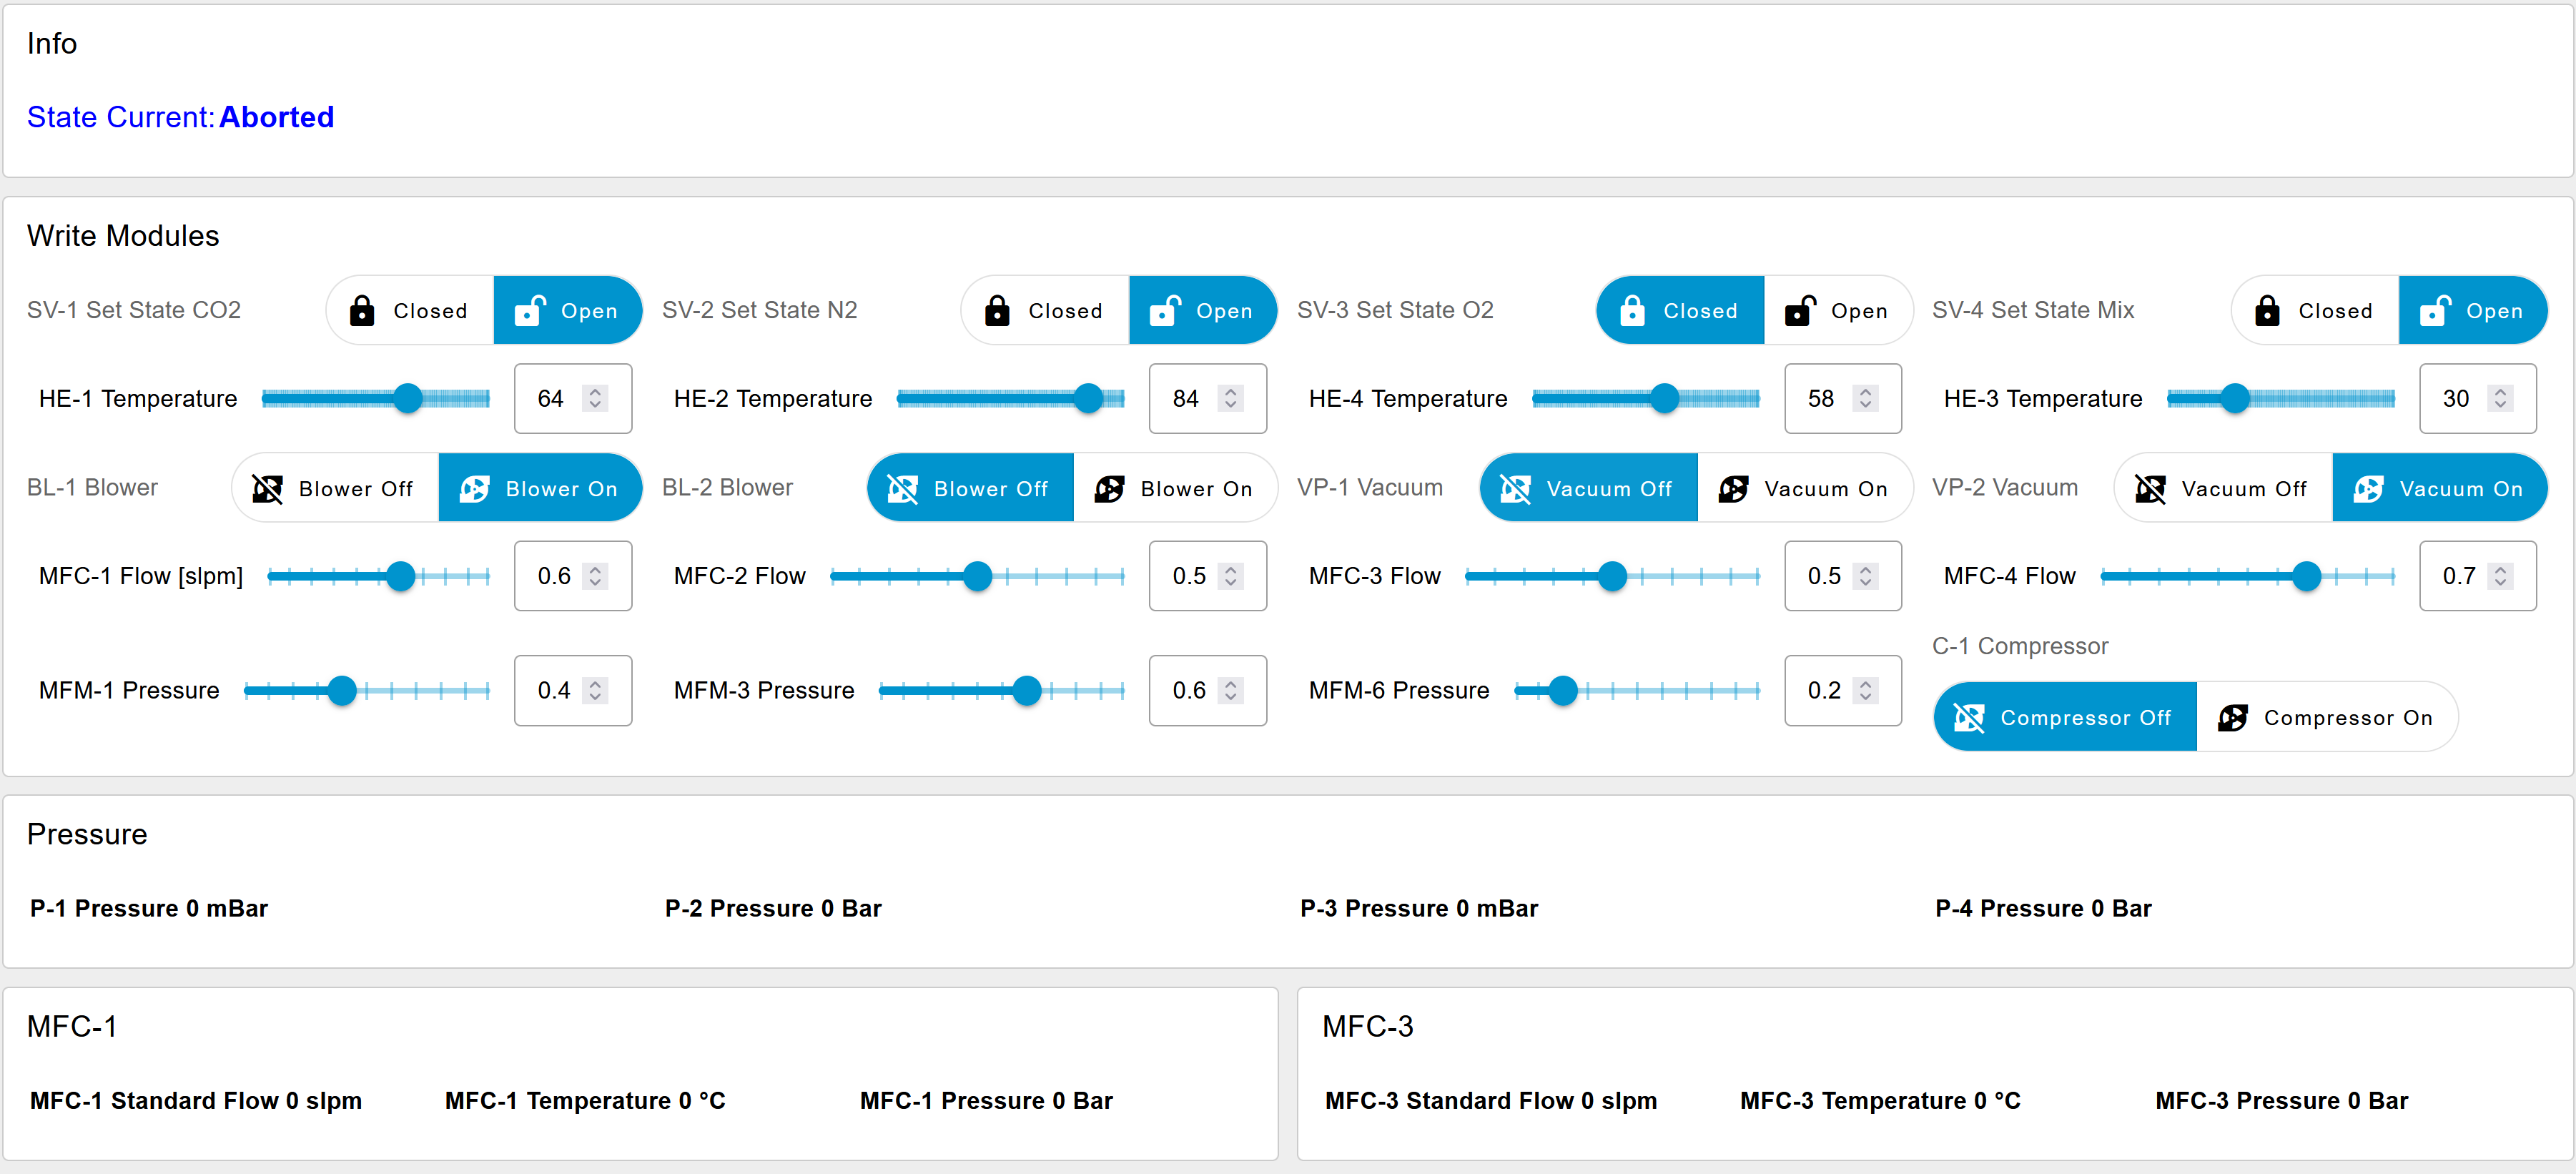 Info
State Current: Aborted
Write Modules
SV-1 Set State CO2 Closed Open SV-2 Set State N2 Closed Open SV-3 Set State O2 Closed Open SV-4 Set State Mix Closed Open
HE-1 Temperature 64 HE-2 Temperature 84 HE-4 Temperature 58 HE-3 Temperature 30
BL-1 Blower Blower Off Blower On BL-2 Blower Blower Off Blower On VP-1 Vacuum Vacuum Off Vacuum On VP-2 Vacuum Vacuum Off Vacuum On
MFC-1 Flow [slpm] 0.6 MFC-2 Flow 0.5 MFC-3 Flow 0.5 MFC-4 Flow 0.7
MFM-1 Pressure 0.4 MFM-3 Pressure 0.6 MFM-6 Pressure 0.2
C-1 Compressor
Compressor Off Compressor On
Pressure
P-1 Pressure 0 mBar P-2 Pressure 0 Bar P-3 Pressure 0 mBar P-4 Pressure 0 Bar
MFC-1
MFC-1 Standard Flow 0 slpm MFC-1 Temperature 0 °C MFC-1 Pressure 0 Bar
MFC-3
MFC-3 Standard Flow 0 slpm MFC-3 Temperature 0 °C MFC-3 Pressure 0 Bar